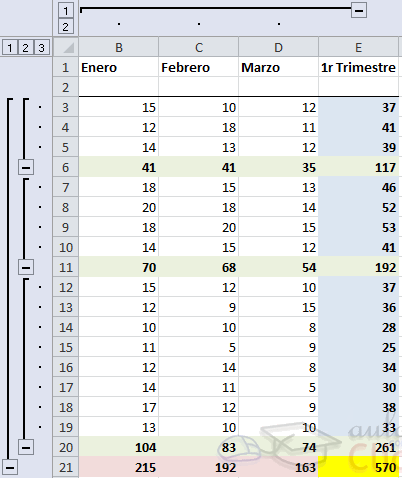 1
2
1 2 3 B C D E
1 Enero Febrero Marzo 1r Trimestre
2
3 15 10 12 37
4 12 18 11 41
5 14 13 12 39
6 41 41 35 117
7 18 15 13 46
8 20 18 14 52
9 18 20 15 53
10 14 15 12 41
11 70 68 54 192
12 15 12 10 37
13 12 9 15 36
14 10 10 8 28
15 11 5 9 25
16 12 14 8 34
17 14 11 5 30
18 17 12 9 38
19 13 10 10 33
20 104 83 74 261
21 215 192 163 570